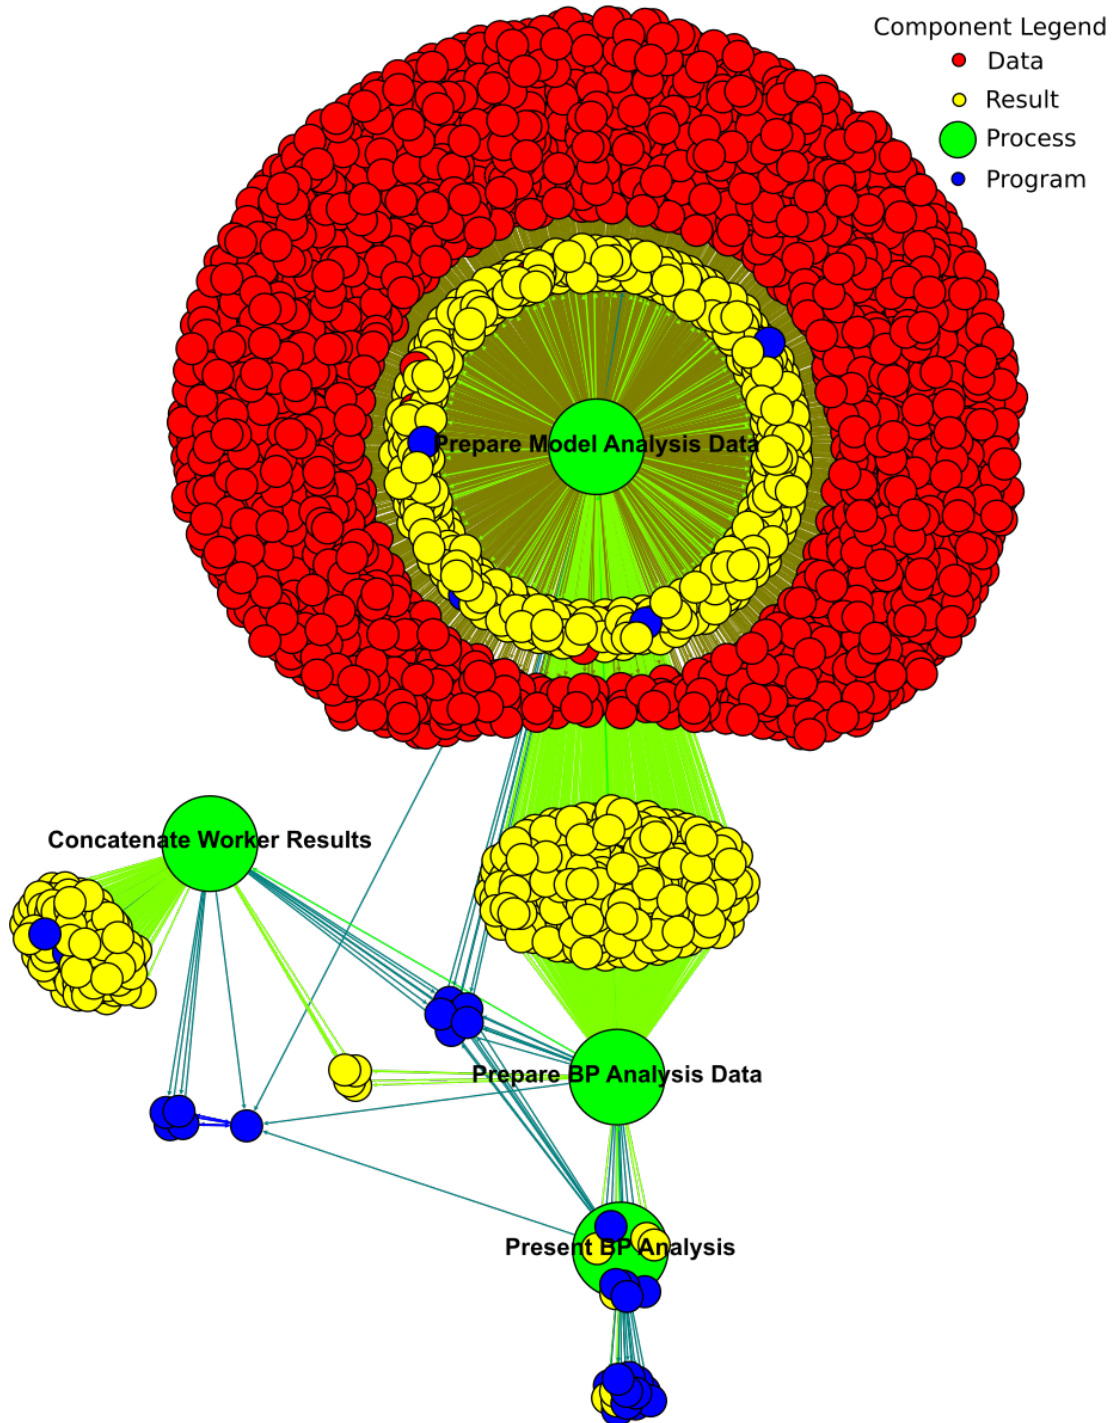 Component Legend
Data
Result
Process
Program
Prepare Model Analysis Data
Concatenate Worker Results
Prepare BP Analysis Data
Present BP Analysis